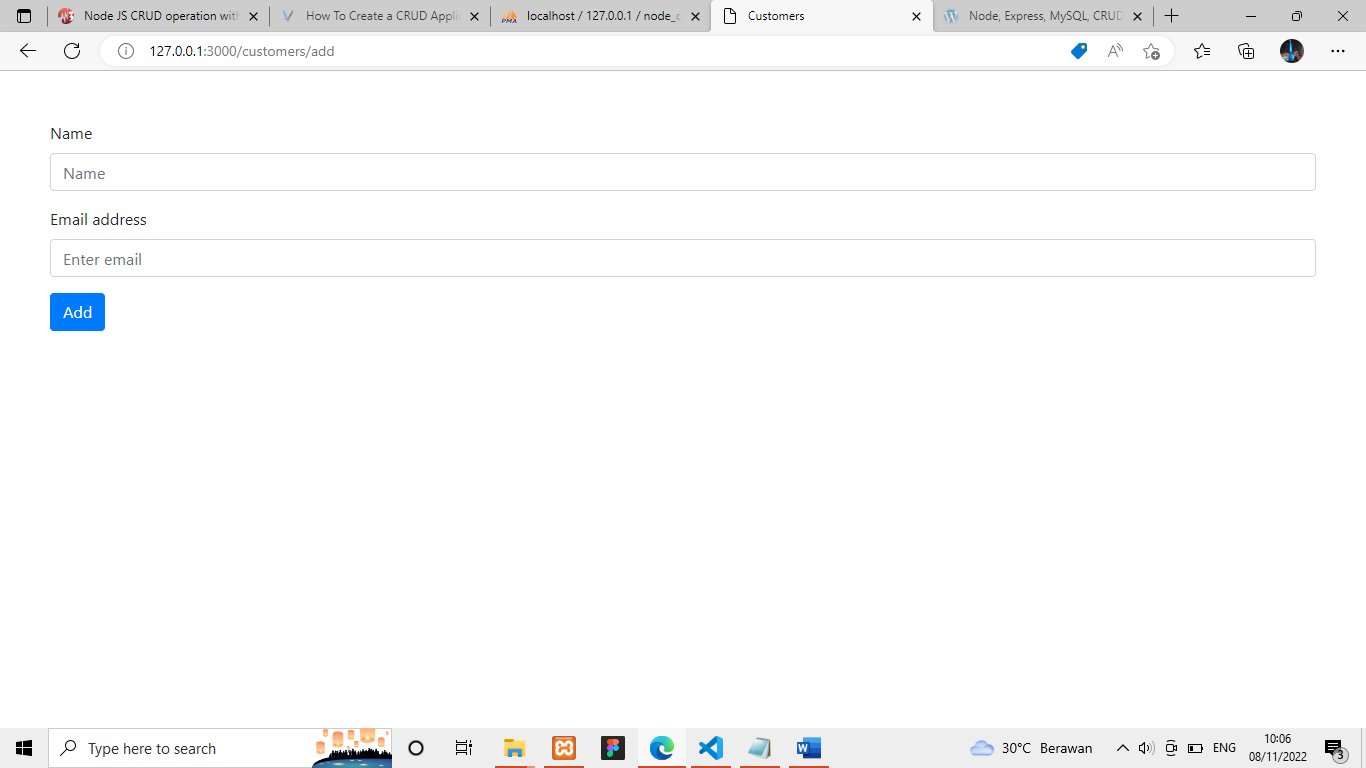 Node JS CRUD operation with
How To Create a CRUD Appli
localhost / 127.0.0.1 / node_c
Customers
Node, Express, MySQL, CRUD
127.0.0.1:3000/customers/add
Name
Name
Email address
Enter email
Add
Type here to search
30°C Berawan
ENG
10:06
08/11/2022
3